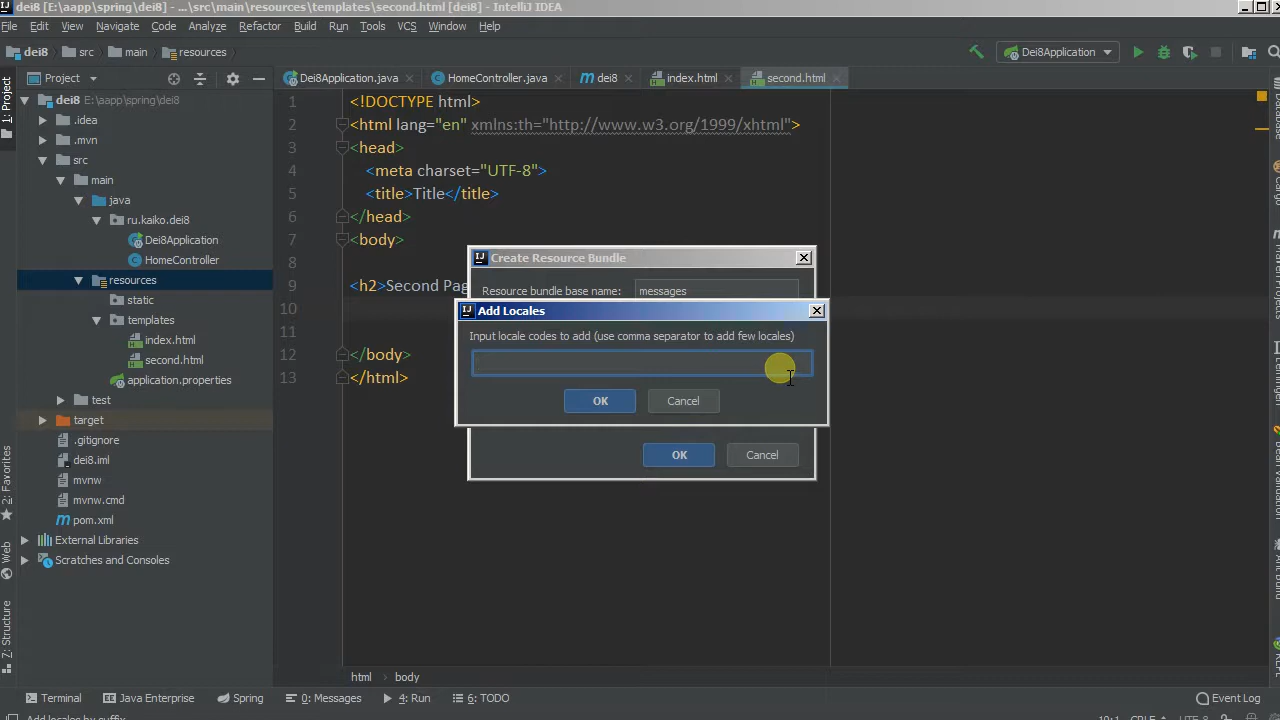 dei8 [E:\aapp\spring\dei8] - ...\src\main\resources\templates\second.html [dei8] - IntelliJ IDEA
File Edit View Navigate Code Analyze Refactor Build Run Tools VCS Window Help
dei8 src main resources Dei8Application
Project Dei8Application.java HomeController.java dei8 index.html second.html
1: Project
dei8 E:\aapp\spring\dei8
.idea
.mvn
src
main
java
ru.kaiko.dei8
Dei8Application
HomeController
resources
static
templates
index.html
second.html
application.properties
test
target
.gitignore
dei8.iml
mvnw
mvnw.cmd
pom.xml
External Libraries
Scratches and Consoles
2: Favorites
Web
7: Structure
1 <!DOCTYPE html>
2 <html lang="en" xmlns:th="http://www.w3.org/1999/xhtml">
3 <head>
4 <meta charset="UTF-8">
5 <title>Title</title>
6 </head>
7 <body>
8
9 <h2>Second Pag
10
11
12 </body>
13 </html>
Create Resource Bundle
Resource bundle base name: messages
Add Locales
Input locale codes to add (use comma separator to add few locales)
OK Cancel
OK Cancel
Database
html body
Terminal Java Enterprise Spring 0: Messages 4: Run 6: TODO Event Log
Add locales by suffix 10:1 CRLF UTF-8